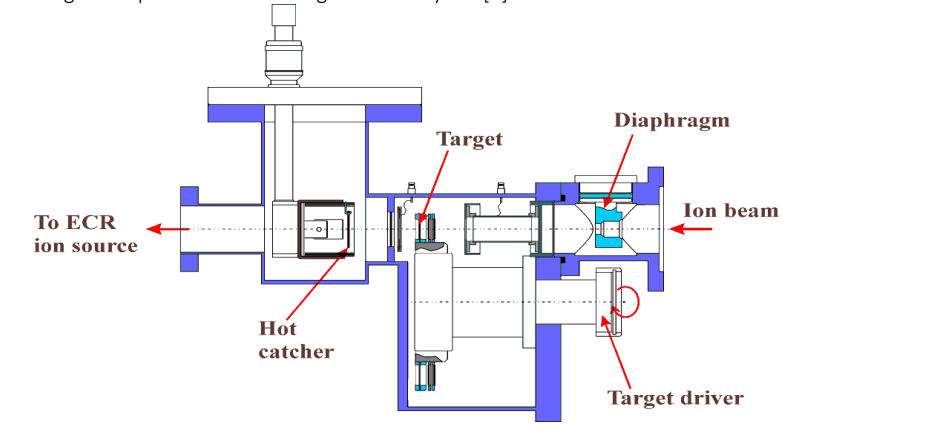 Diaphragm
Target
Ion beam
To ECR
ion source
Hot
catcher
Target driver